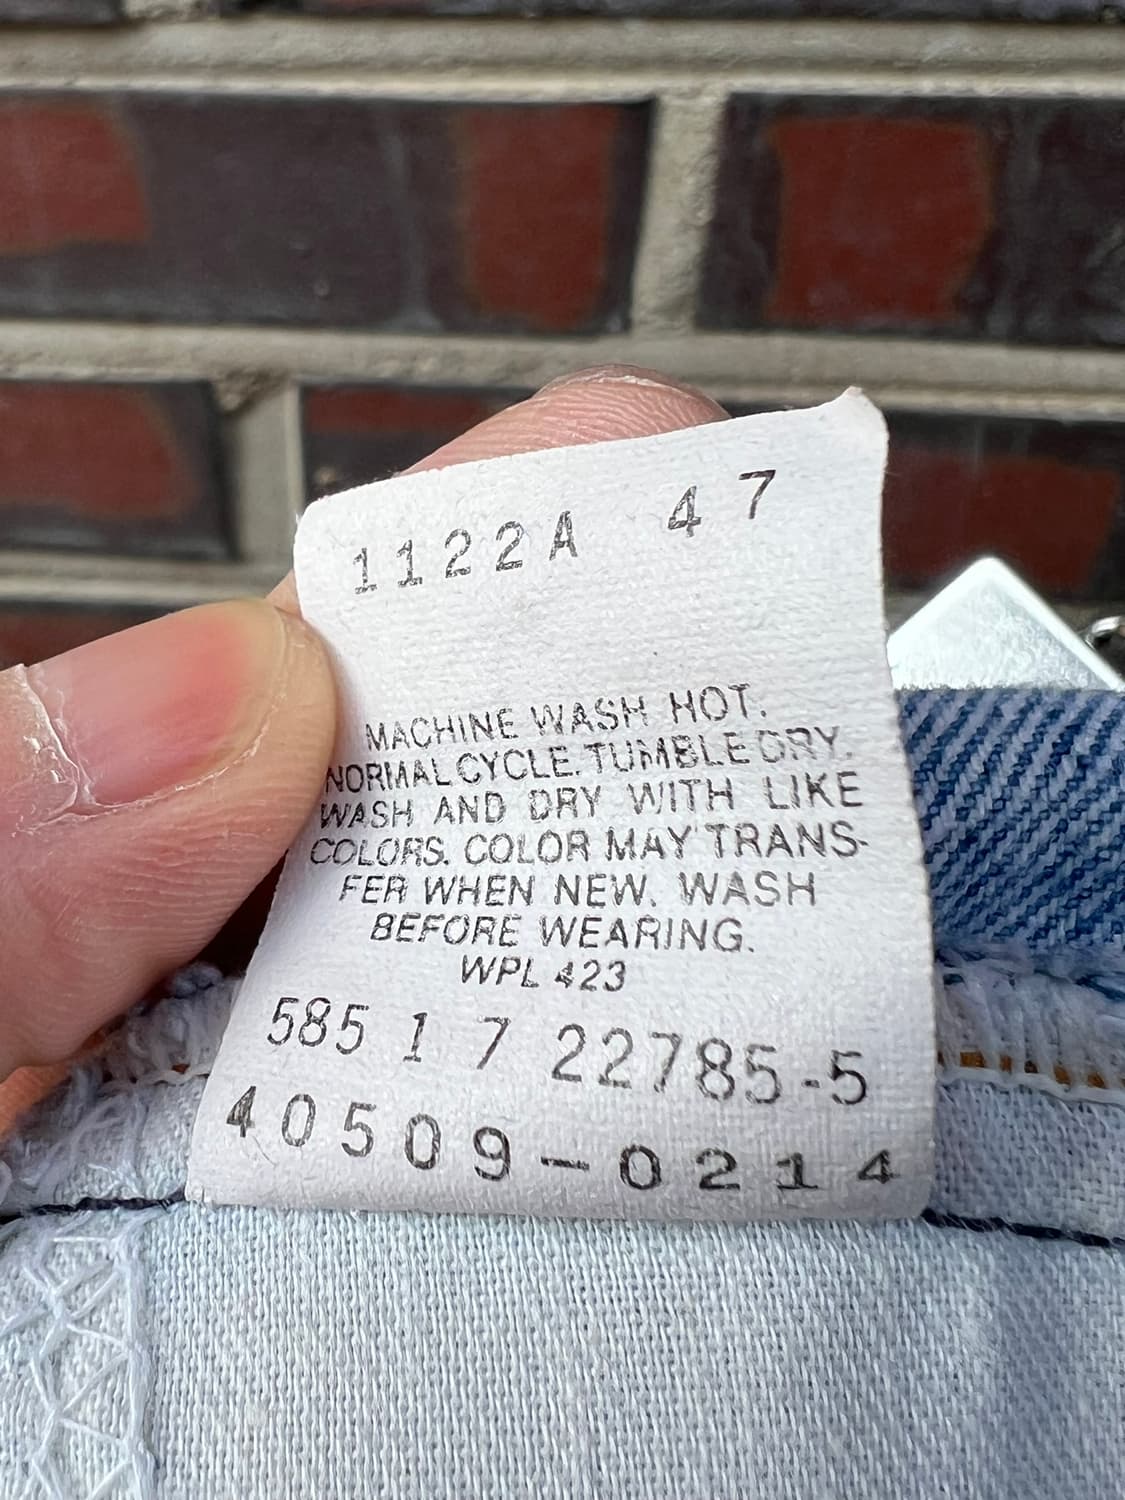 1122A 47
MACHINE WASH HOT.
NORMAL CYCLE. TUMBLE DRY.
WASH AND DRY WITH LIKE
COLORS. COLOR MAY TRANS-
FER WHEN NEW. WASH
BEFORE WEARING.
WPL 423
585 1 7 22785-5
40509-0214